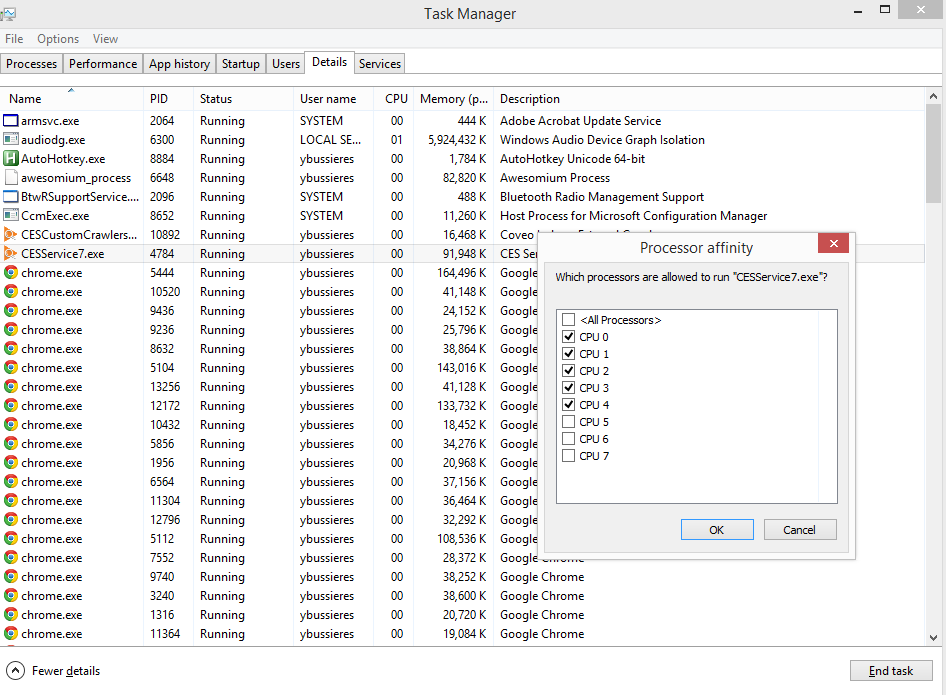 Task Manager
File Options View
Processes Performance App history Startup Users Details Services
Name PID Status User name CPU Memory (p... Description
armsvc.exe 2064 Running SYSTEM 00 444 K Adobe Acrobat Update Service
audiodg.exe 6300 Running LOCAL SE... 01 5,924,432 K Windows Audio Device Graph Isolation
AutoHotkey.exe 8884 Running ybussieres 00 1,784 K AutoHotkey Unicode 64-bit
awesomium_process 6648 Running ybussieres 00 82,820 K Awesomium Process
BtwRSupportService.... 2096 Running SYSTEM 00 488 K Bluetooth Radio Management Support
CcmExec.exe 8652 Running SYSTEM 00 11,260 K Host Process for Microsoft Configuration Manager
CESCustomCrawlers... 10892 Running ybussieres 00 16,468 K Coveo
CESService7.exe 4784 Running ybussieres 00 91,948 K CES
chrome.exe 5444 Running ybussieres 00 164,496 K Google
chrome.exe 10520 Running ybussieres 00 41,148 K Google
chrome.exe 9436 Running ybussieres 00 24,152 K Google
chrome.exe 9236 Running ybussieres 00 25,796 K Google
chrome.exe 8632 Running ybussieres 00 38,864 K Google
chrome.exe 5104 Running ybussieres 00 143,016 K Google
chrome.exe 13256 Running ybussieres 00 41,128 K Google
chrome.exe 12172 Running ybussieres 00 133,732 K Google
chrome.exe 10432 Running ybussieres 00 18,452 K Google
chrome.exe 5856 Running ybussieres 00 34,276 K Google
chrome.exe 1956 Running ybussieres 00 20,968 K Google
chrome.exe 6564 Running ybussieres 00 37,156 K Google
chrome.exe 11304 Running ybussieres 00 36,464 K Google
chrome.exe 12796 Running ybussieres 00 32,292 K Google
chrome.exe 5112 Running ybussieres 00 108,536 K Google
chrome.exe 7552 Running ybussieres 00 28,372 K Google Chrome
chrome.exe 9740 Running ybussieres 00 38,252 K Google Chrome
chrome.exe 3240 Running ybussieres 00 38,600 K Google Chrome
chrome.exe 1316 Running ybussieres 00 20,720 K Google Chrome
chrome.exe 11364 Running ybussieres 00 19,084 K Google Chrome
Processor affinity
Which processors are allowed to run "CESService7.exe"?
<All Processors>
CPU 0
CPU 1
CPU 2
CPU 3
CPU 4
CPU 5
CPU 6
CPU 7
OK Cancel
Fewer details End task